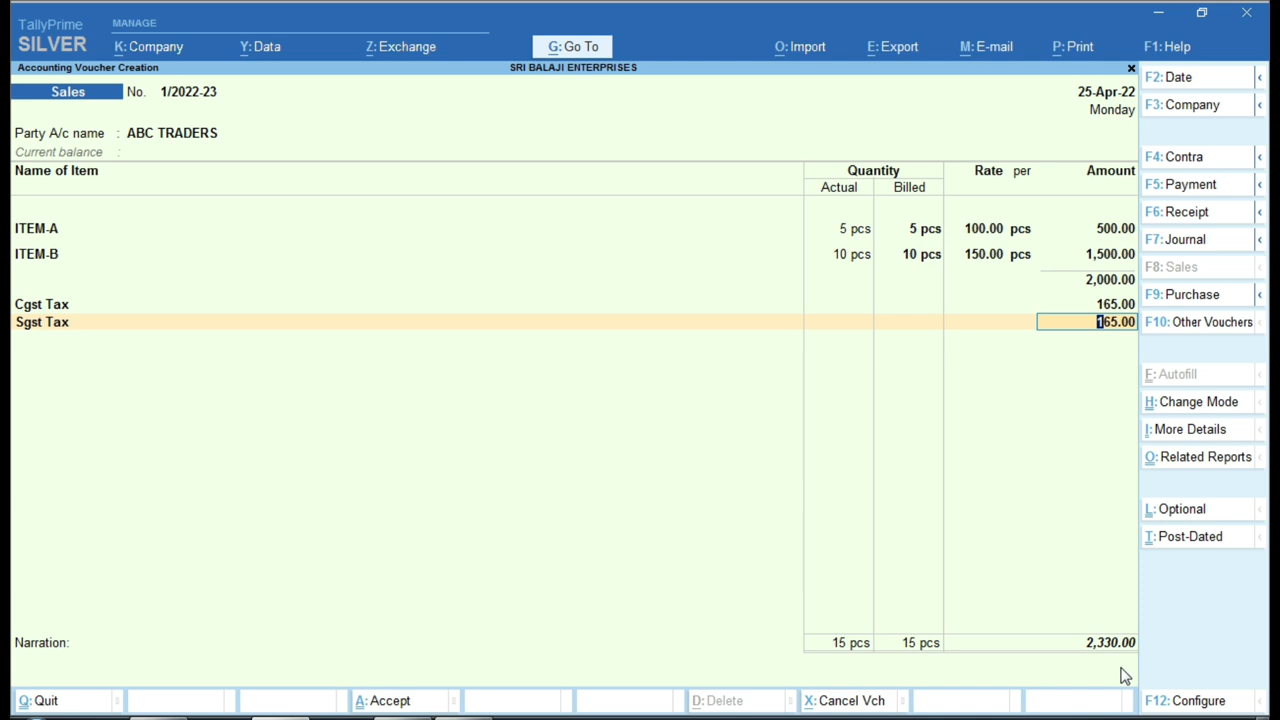 TallyPrime
SILVER
MANAGE
K: Company
Y: Data
Z: Exchange
G: Go To
O: Import
E: Export
M: E-mail
P: Print
F1: Help
Accounting Voucher Creation
SRI BALAJI ENTERPRISES
Sales No. 1/2022-23
25-Apr-22
Monday
Party A/c name : ABC TRADERS
Current balance :
Name of Item
Quantity
Rate per
Amount
Actual Billed
ITEM-A 5 pcs 5 pcs 100.00 pcs 500.00
ITEM-B 10 pcs 10 pcs 150.00 pcs 1,500.00
2,000.00
Cgst Tax 165.00
Sgst Tax 165.00
Narration: 15 pcs 15 pcs 2,330.00
F2: Date
F3: Company
F4: Contra
F5: Payment
F6: Receipt
F7: Journal
F8: Sales
F9: Purchase
F10: Other Vouchers
F: Autofill
H: Change Mode
I: More Details
O: Related Reports
L: Optional
T: Post-Dated
Q: Quit
A: Accept
D: Delete
X: Cancel Vch
F12: Configure